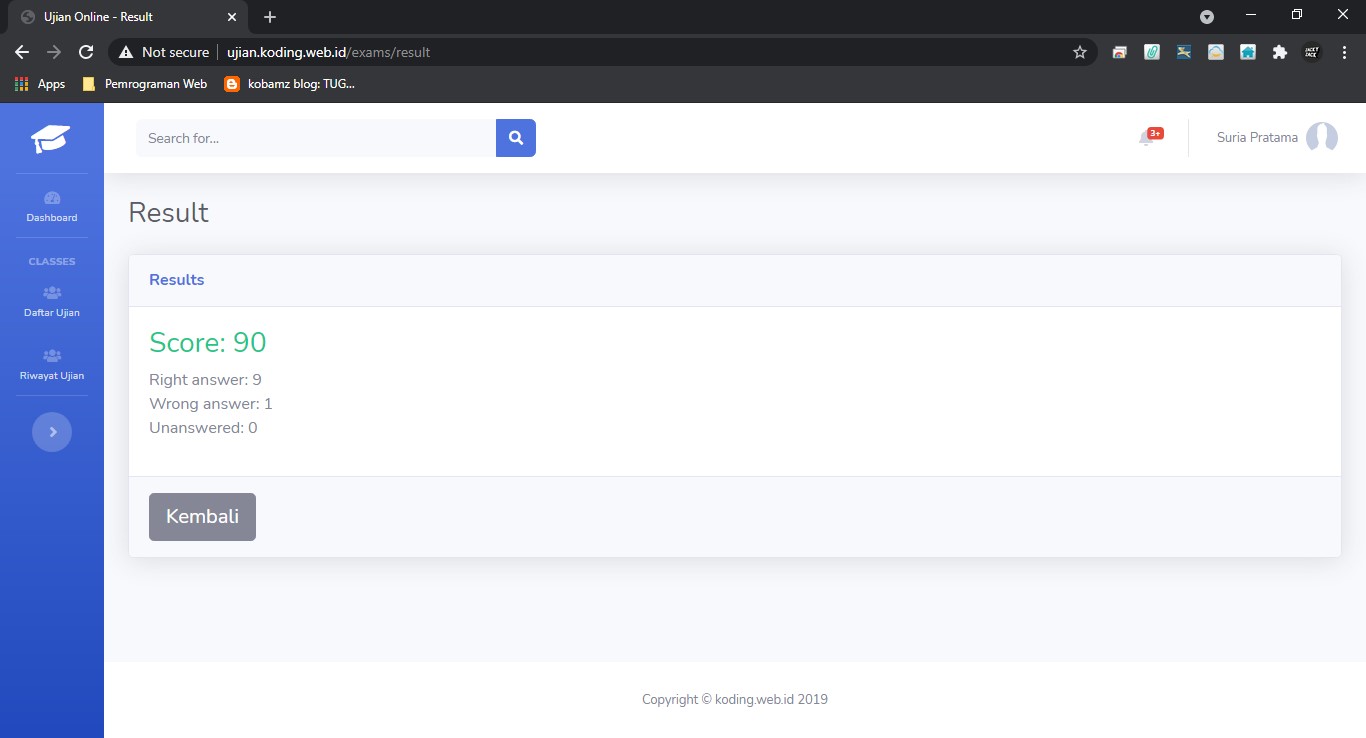 Ujian Online - Result
Not secure
ujian.koding.web.id/exams/result
Apps
Pemrograman Web
kobamz blog: TUG...
Search for...
3+
Suria Pratama
Dashboard
CLASSES
Daftar Ujian
Riwayat Ujian
Result
Results
Score: 90
Right answer: 9
Wrong answer: 1
Unanswered: 0
Kembali
Copyright © koding.web.id 2019